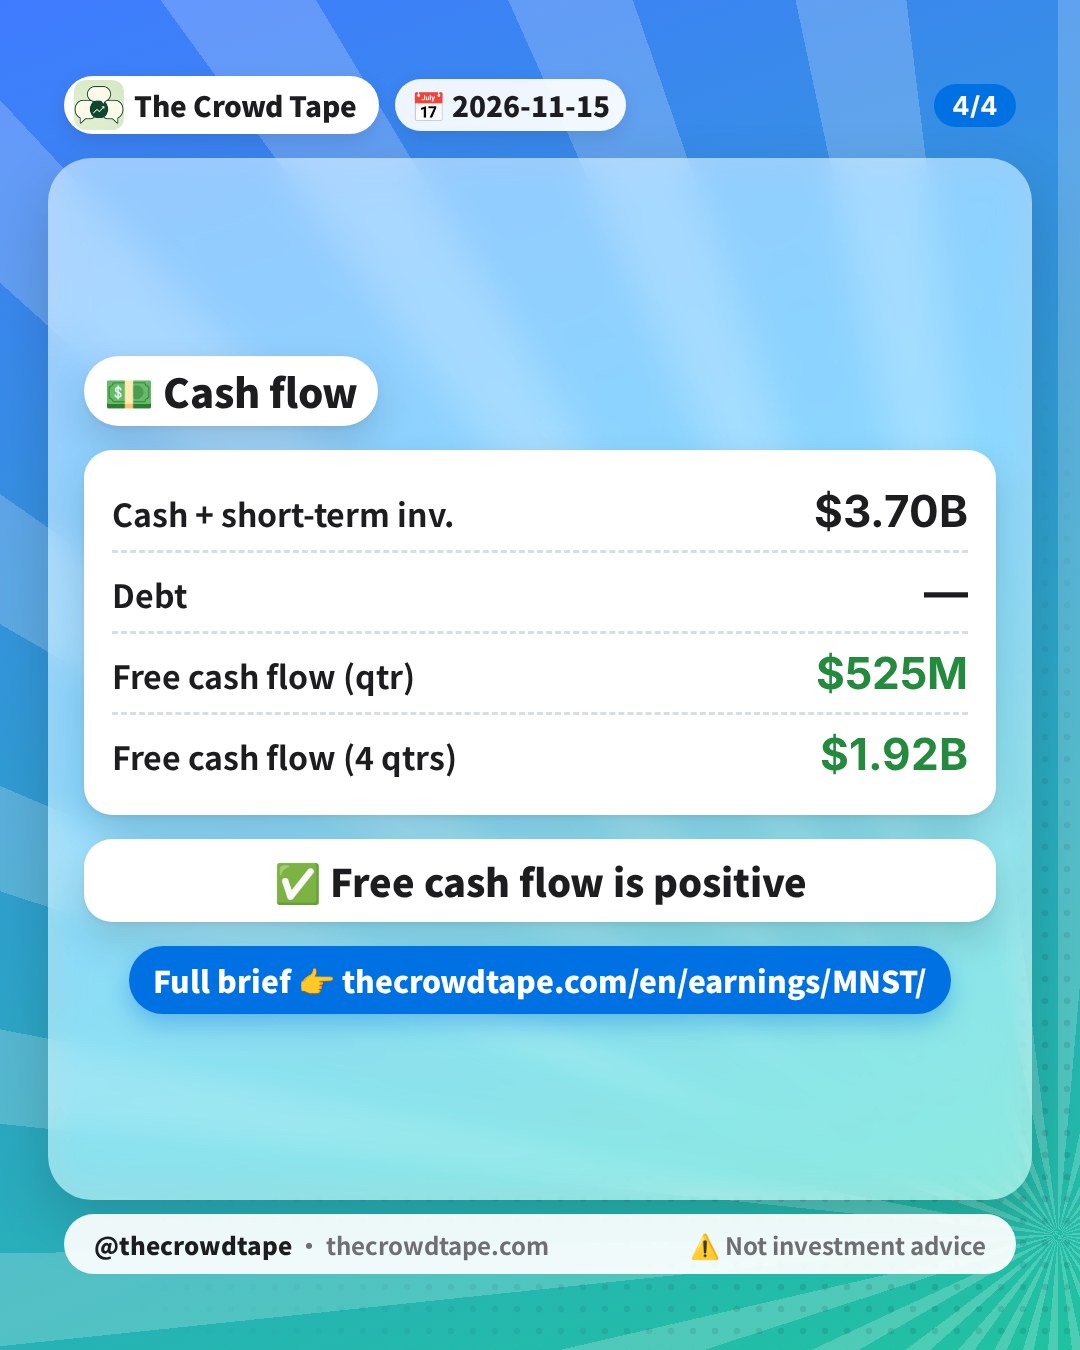 The Crowd Tape
📅 2026-11-15
4/4
💵 Cash flow
Cash + short-term inv. $3.70B
Debt —
Free cash flow (qtr) $525M
Free cash flow (4 qtrs) $1.92B
✅ Free cash flow is positive
Full brief 👉 thecrowdtape.com/en/earnings/MNST/
@thecrowdtape • thecrowdtape.com
⚠️ Not investment advice